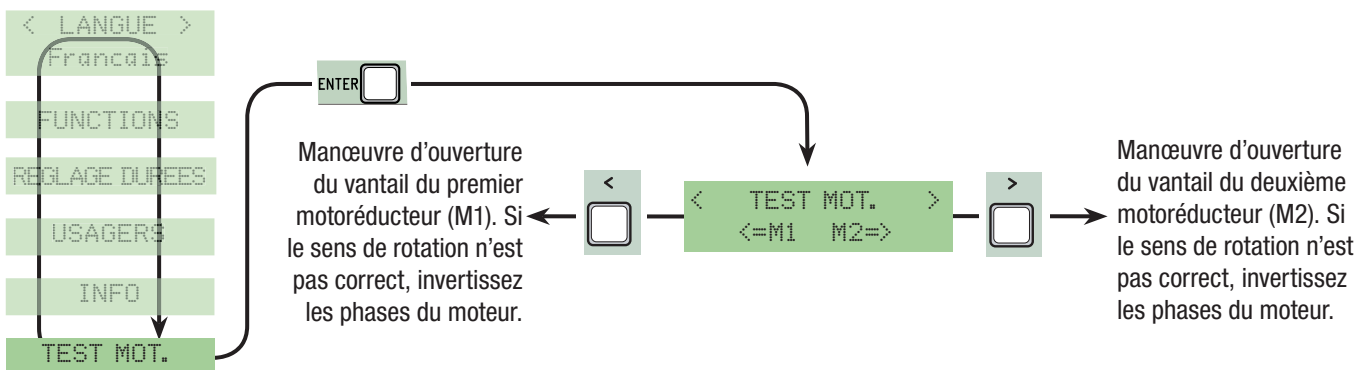 < LANGUE >
Francais
FUNCTIONS
REGLAGE DUREES
USAGERS
INFO
TEST MOT.
ENTER
Manœuvre d'ouverture
du vantail du premier
motoréducteur (M1). Si
le sens de rotation n'est
pas correct, invertissez
les phases du moteur.
<
< TEST MOT. >
<=M1 M2=>
>
Manœuvre d'ouverture
du vantail du deuxième
motoréducteur (M2). Si
le sens de rotation n'est
pas correct, invertissez
les phases du moteur.